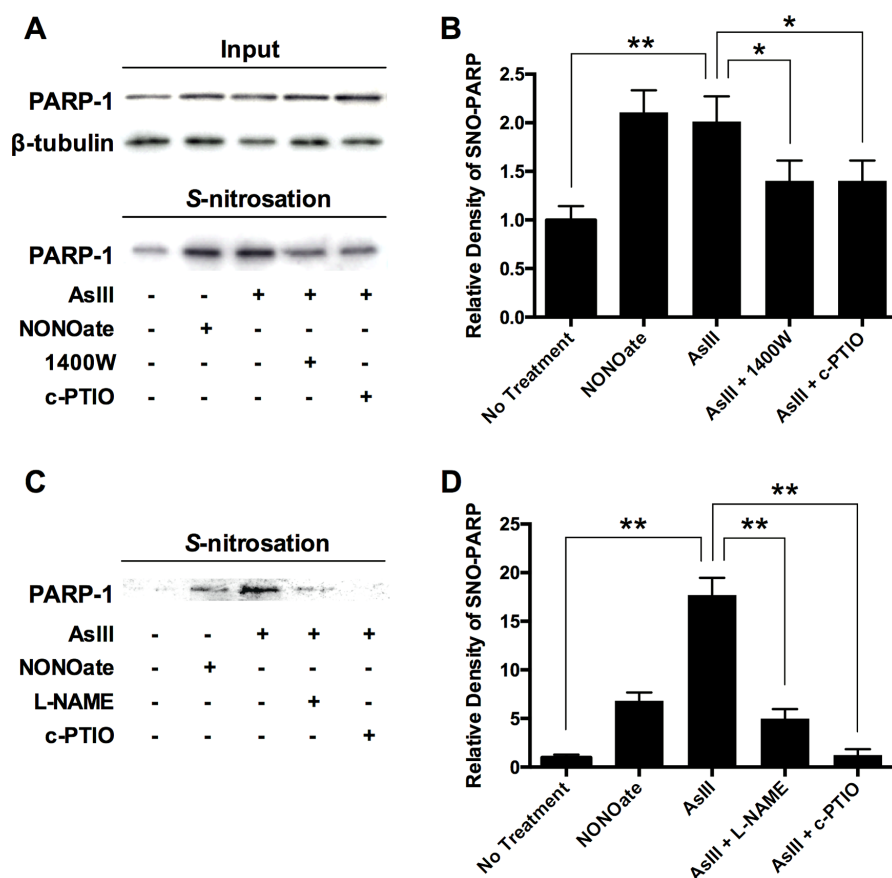 A
Input
PARP-1
β-tubulin
S-nitrosation
PARP-1
AsIII - - + + +
NONOate - + - - -
1400W - - - + -
c-PTIO - - - - +
B
** * *
Relative Density of SNO-PARP
2.5
2.0
1.5
1.0
0.5
0.0
No Treatment
NONOate
AsIII
AsIII + 1400W
AsIII + c-PTIO
C
S-nitrosation
PARP-1
AsIII - - + + +
NONOate - + - - -
L-NAME - - - + -
c-PTIO - - - - +
D
** ** **
Relative Density of SNO-PARP
25
20
15
10
5
0
No Treatment
NONOate
AsIII
AsIII + L-NAME
AsIII + c-PTIO